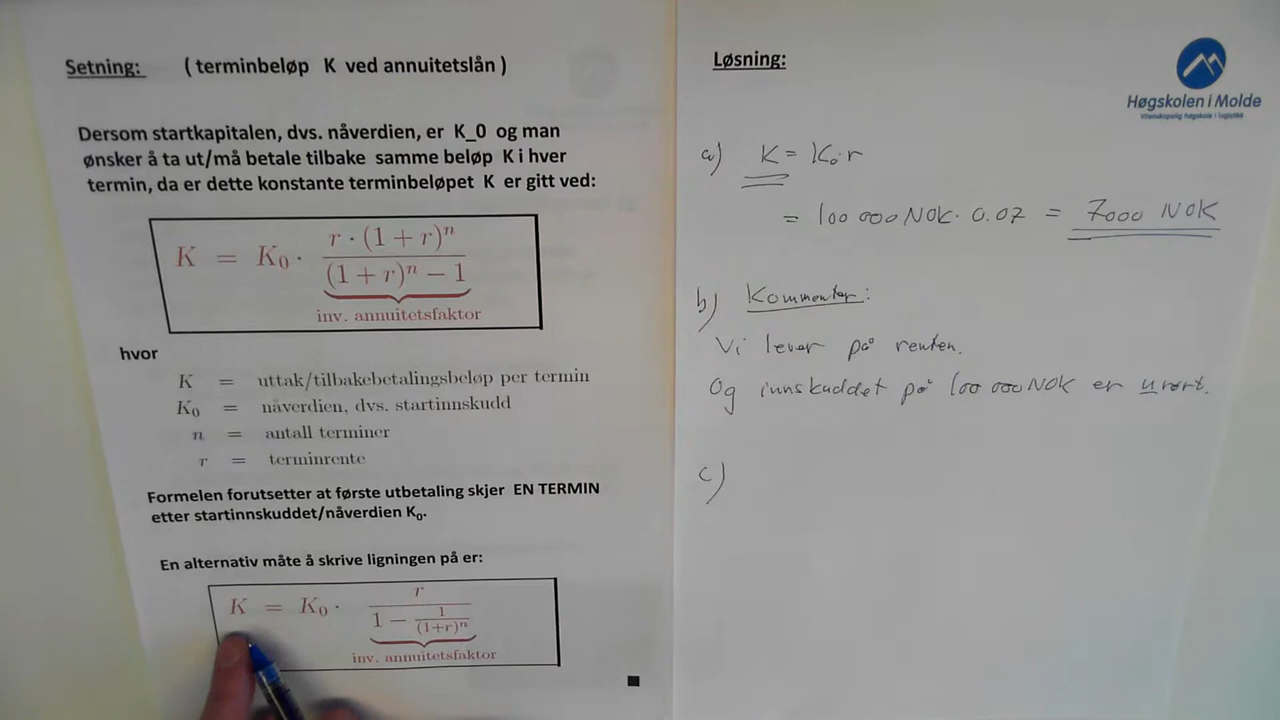 Setning: ( terminbeløp K ved annuitetslån )
Dersom startkapitalen, dvs. nåverdien, er K_0 og man
ønsker å ta ut/må betale tilbake samme beløp K i hver
termin, da er dette konstante terminbeløpet K er gitt ved:
K = K₀ · r · (1 + r)ⁿ / (1 + r)ⁿ − 1
inv. annuitetsfaktor
hvor
K = uttak/tilbakebetalingsbeløp per termin
K₀ = nåverdien, dvs. startinnskudd
n = antall terminer
r = terminrente
Formelen forutsetter at første utbetaling skjer EN TERMIN
etter startinnskuddet/nåverdien K₀.
En alternativ måte å skrive ligningen på er:
K = K₀ · r / 1 − 1/(1+r)ⁿ
inv. annuitetsfaktor
Løsning:
Høgskolen i Molde
Vitenskapelig høgskole i logistikk
a) K = K₀·r
= 100 000 NOK · 0.07 = 7000 NOK
b) Kommentar:
Vi lever på renten.
Og innskuddet på 100 000 NOK er urørt.
c)